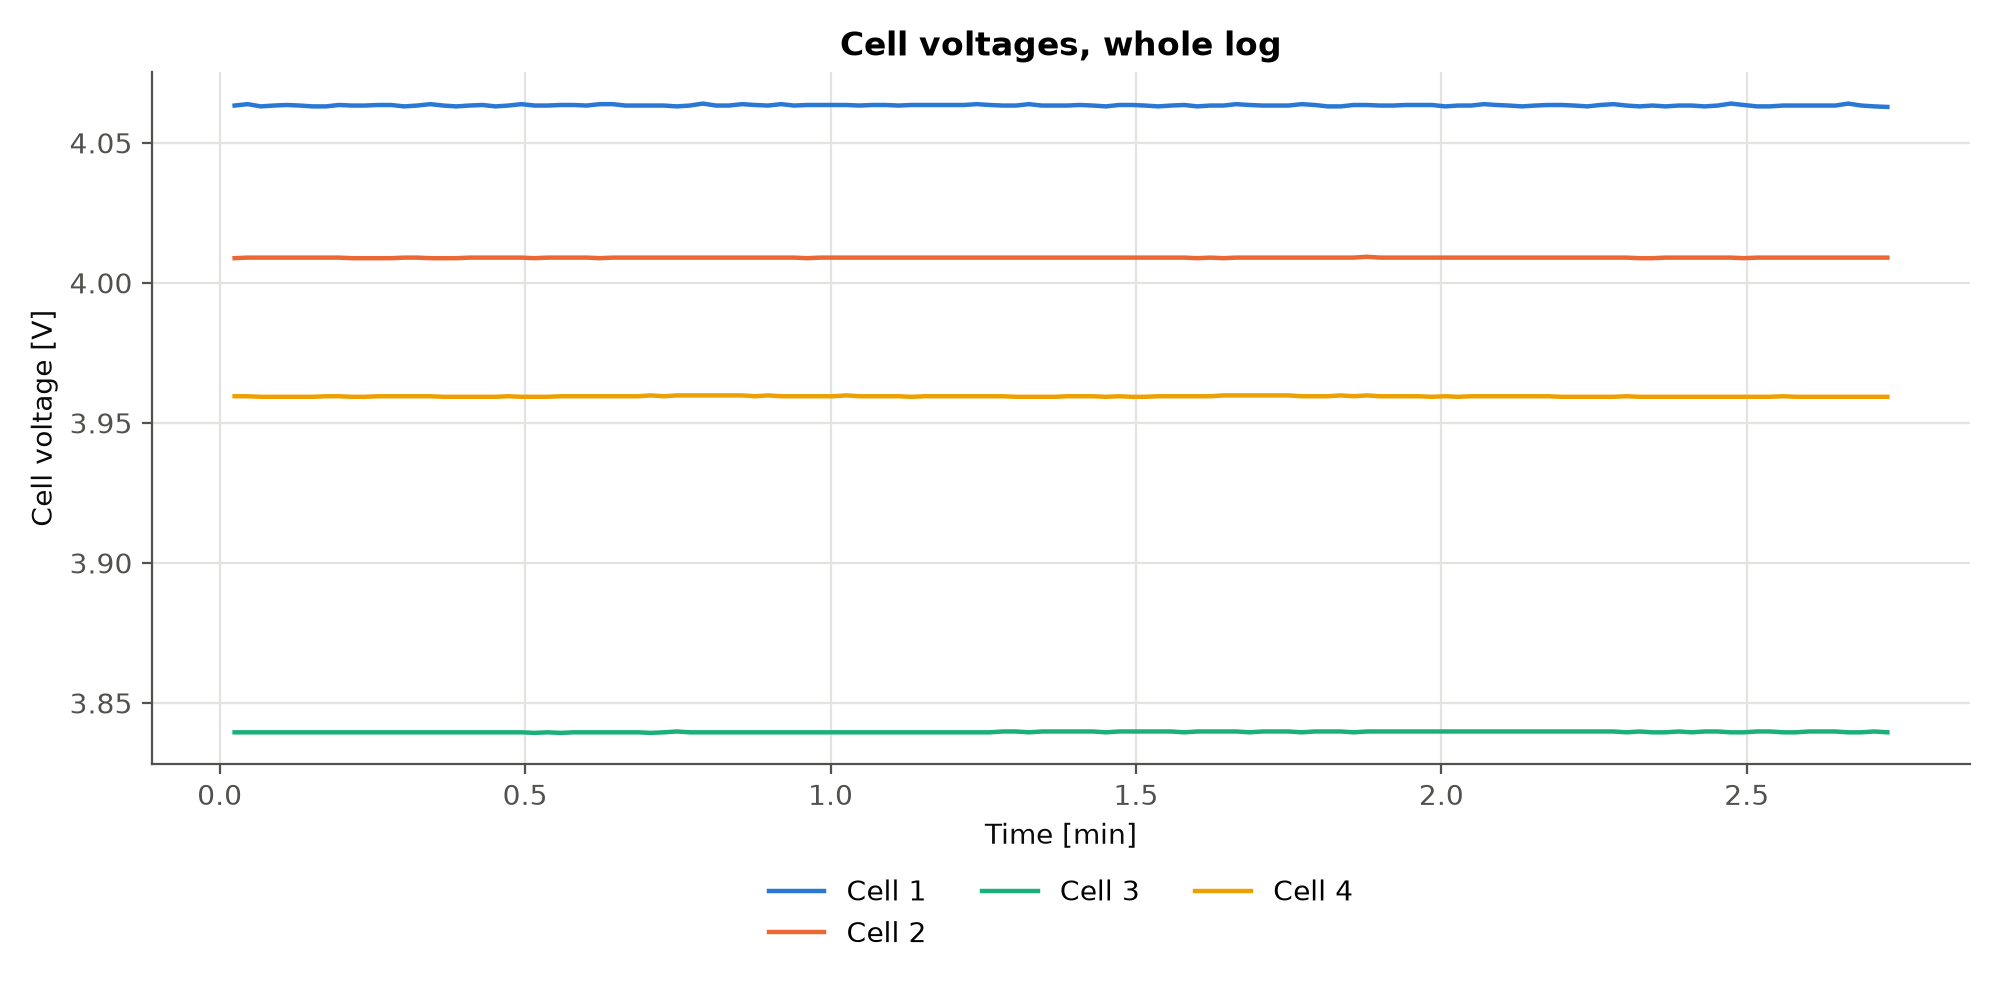 Cell voltages, whole log
Cell voltage [V]
4.05
4.00
3.95
3.90
3.85
0.0 0.5 1.0 1.5 2.0 2.5
Time [min]
Cell 1 Cell 3 Cell 4
Cell 2